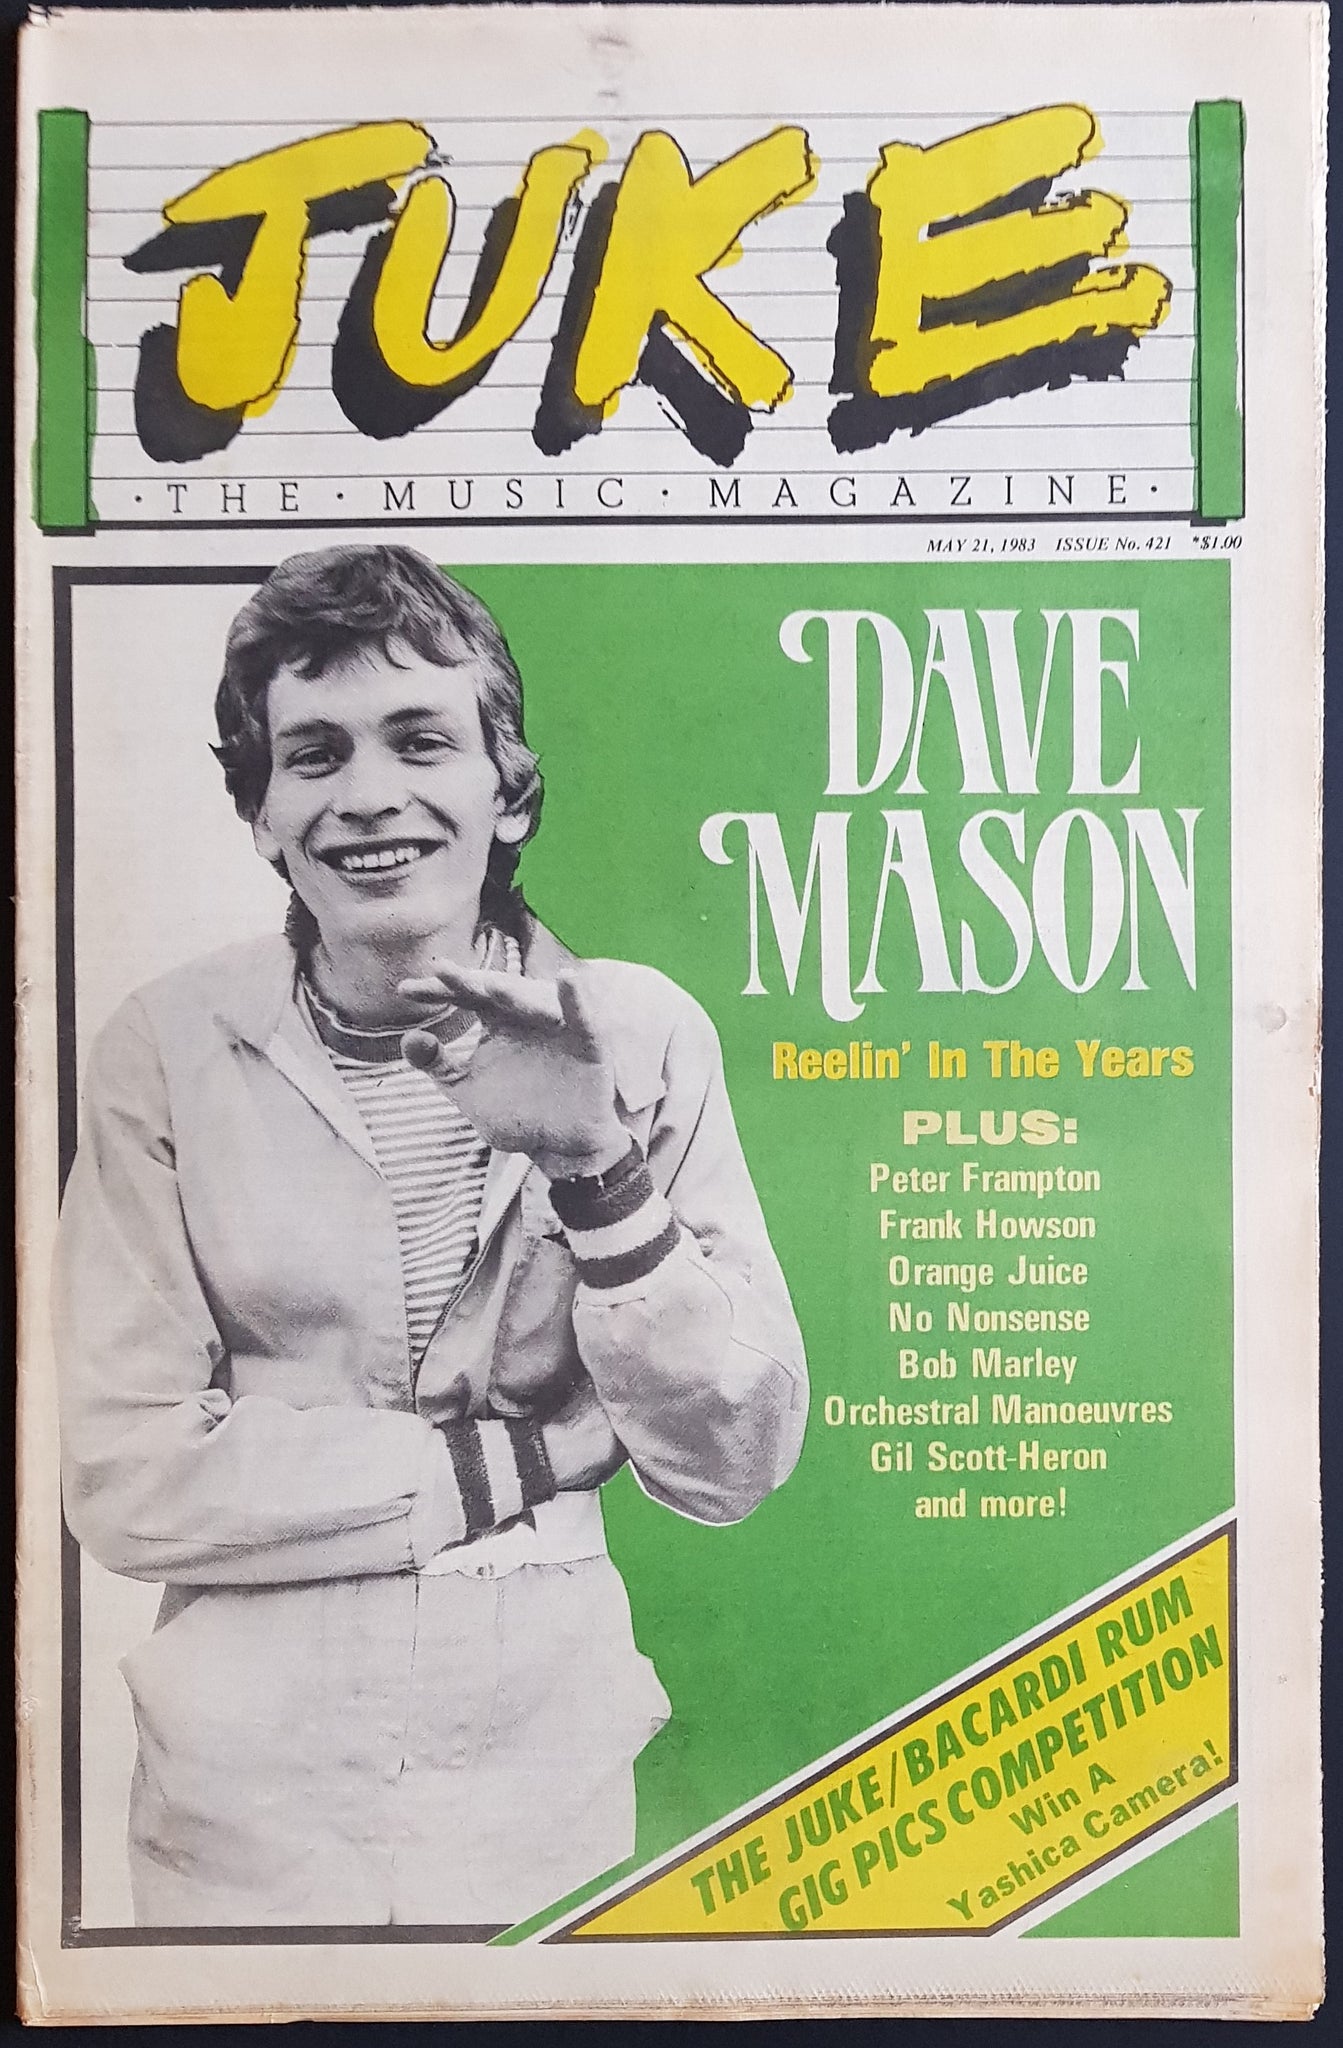 JUKE
·THE·MUSIC·MAGAZINE·
MAY 21, 1983 ISSUE No. 421 *$1.00
DAVE
MASON
Reelin' In The Years
PLUS:
Peter Frampton
Frank Howson
Orange Juice
No Nonsense
Bob Marley
Orchestral Manoeuvres
Gil Scott-Heron
and more!
THE JUKE/BACARDI RUM
GIG PICS COMPETITION
Win A
Yashica Camera!